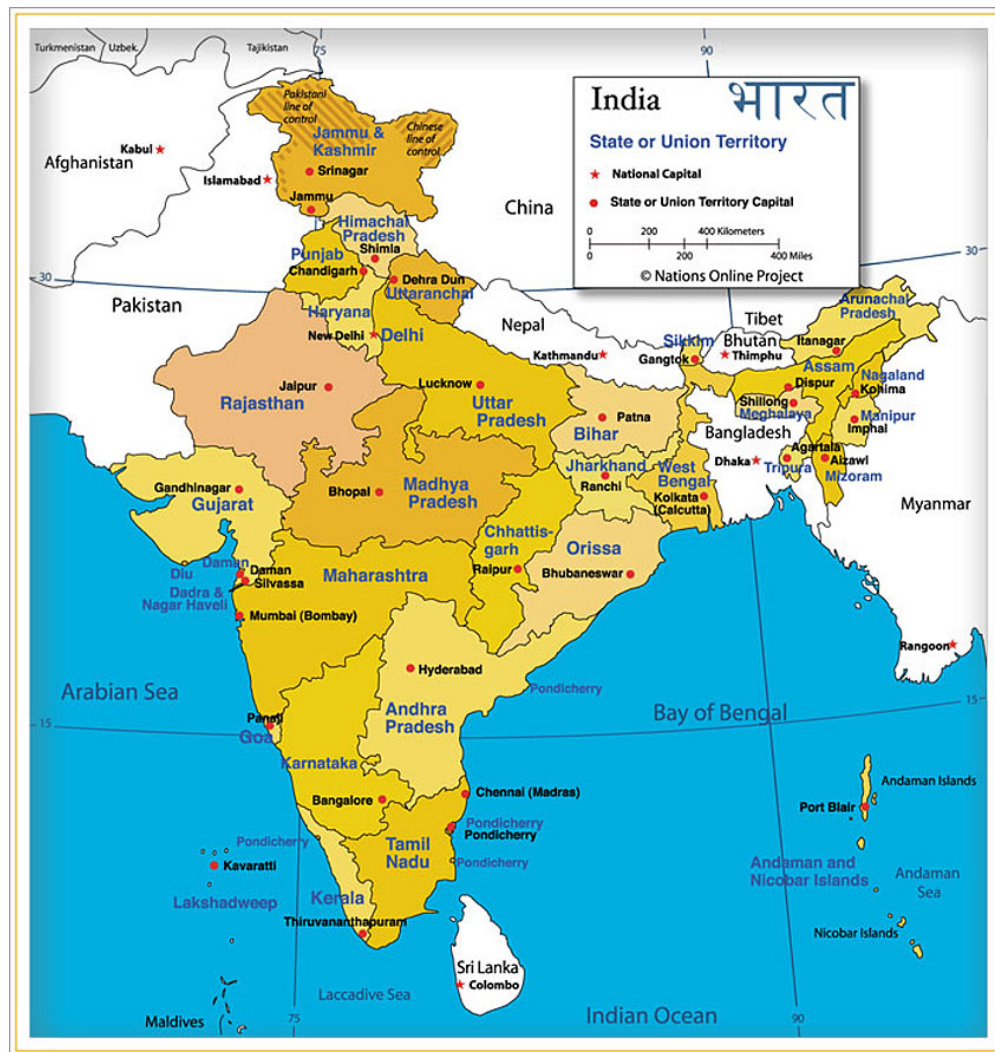 Turkmenistan
Uzbek.
Tajikistan
75
90
India
भारत
State or Union Territory
National Capital
State or Union Territory Capital
0 200 400 Kilometers
0 200 400 Miles
© Nations Online Project
Pakistani
line of
control
Chinese
line of
control
Jammu &
Kashmir
Srinagar
Jammu
Kabul
Afghanistan
Islamabad
China
Himachal
Pradesh
Shimla
Punjab
Chandigarh
Dehra Dun
Uttaranchal
30
30
Pakistan
Haryana
New Delhi
Delhi
Nepal
Kathmandu
Tibet
Sikkim
Gangtok
Bhutan
Thimphu
Arunachal
Pradesh
Itanagar
Assam
Dispur
Nagaland
Kohima
Shillong
Meghalaya
Manipur
Imphal
Jaipur
Rajasthan
Lucknow
Uttar
Pradesh
Patna
Bihar
Bangladesh
Dhaka
Agartala
Tripura
Aizawl
Mizoram
Jharkhand
Ranchi
West
Bengal
Kolkata
(Calcutta)
Myanmar
Gandhinagar
Gujarat
Bhopal
Madhya
Pradesh
Chhattis-
garh
Raipur
Orissa
Bhubaneswar
Daman
Diu
Daman
Silvassa
Dadra &
Nagar Haveli
Maharashtra
Mumbai (Bombay)
Rangoon
Hyderabad
Andhra
Pradesh
Pondicherry
Arabian Sea
Bay of Bengal
15
15
Panaji
Goa
Karnataka
Bangalore
Chennai (Madras)
Andaman Islands
Port Blair
Pondicherry
Pondicherry
Pondicherry
Pondicherry
Tamil
Nadu
Kavaratti
Lakshadweep
Kerala
Thiruvananthapuram
Andaman and
Nicobar Islands
Andaman
Sea
Nicobar Islands
Sri Lanka
Colombo
Laccadive Sea
Maldives
Indian Ocean
75
90